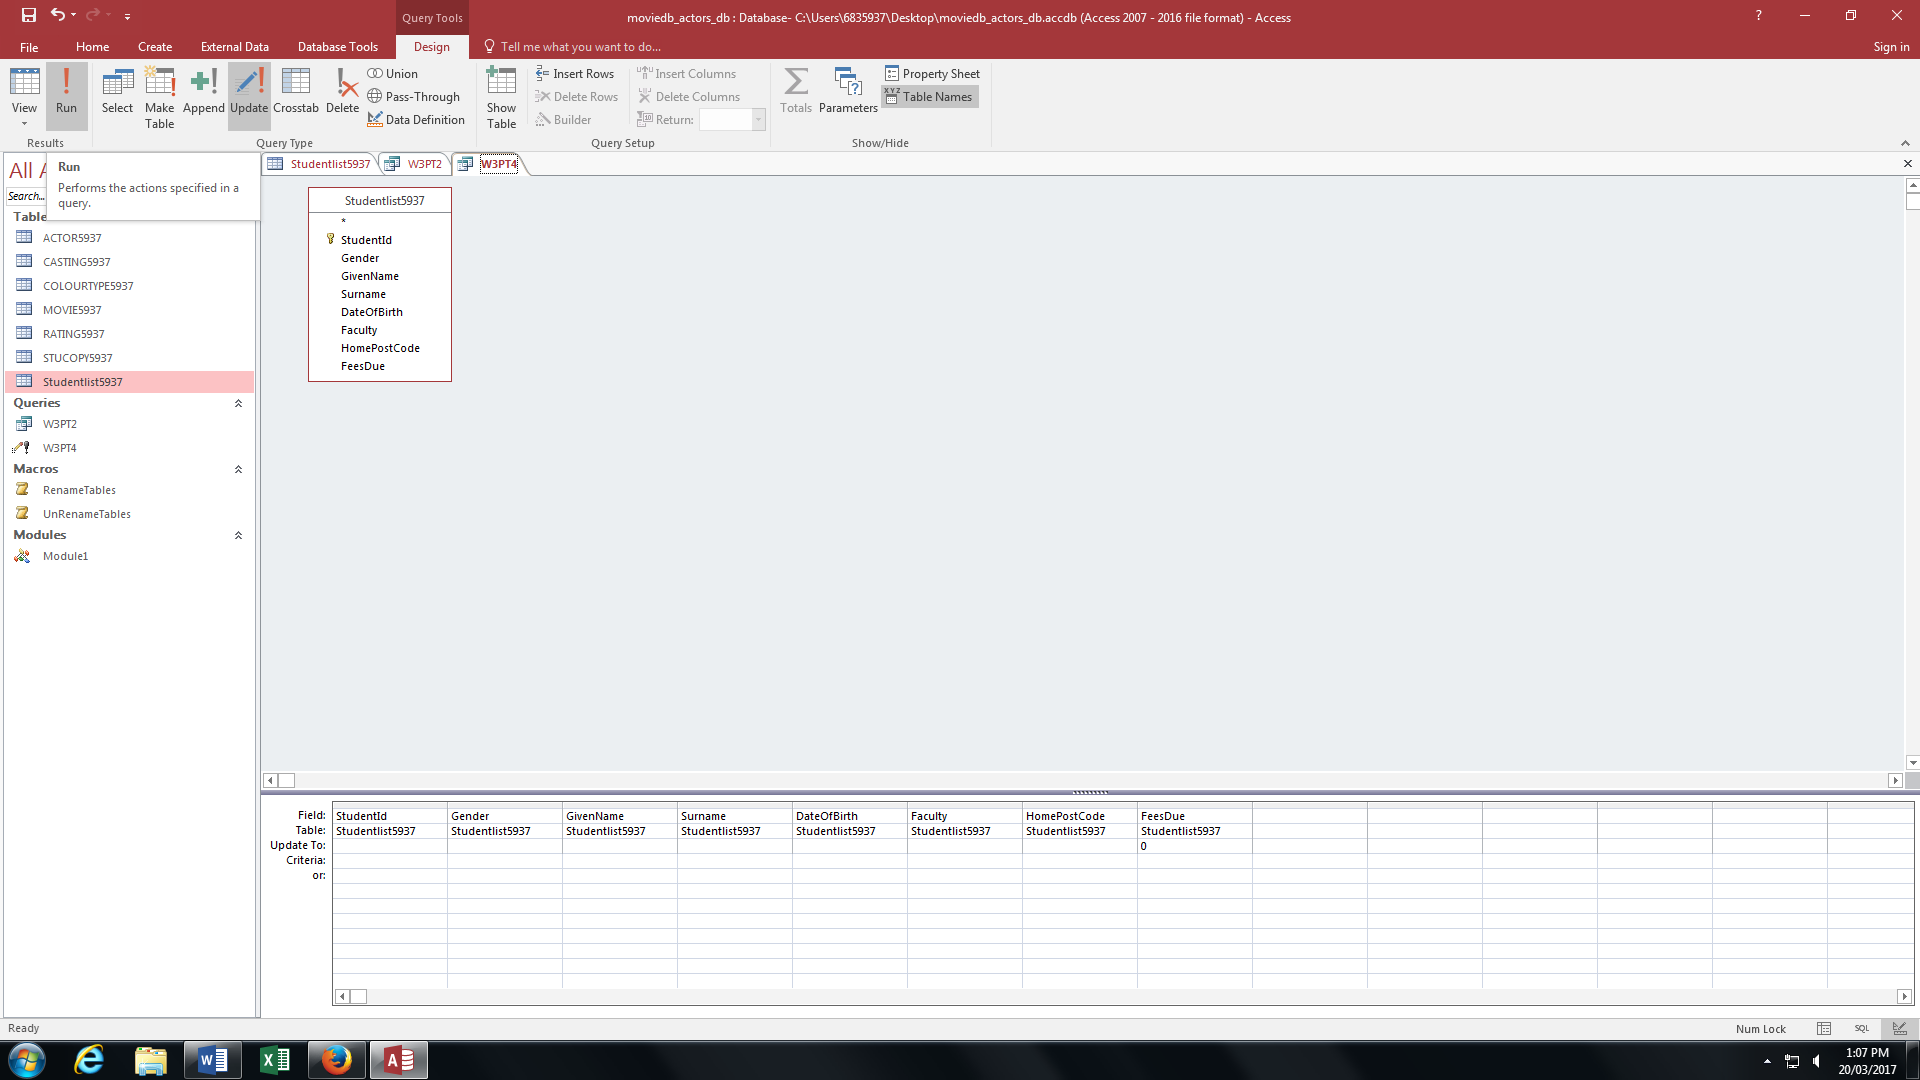 Query Tools
moviedb_actors_db : Database- C:\Users\6835937\Desktop\moviedb_actors_db.accdb (Access 2007 - 2016 file format) - Access
?
File Home Create External Data Database Tools Design Tell me what you want to do... Sign in
View Run Select Make Table Append Update Crosstab Delete
Union
Pass-Through
Data Definition
Show Table
Insert Rows
Delete Rows
Builder
Insert Columns
Delete Columns
Return:
Totals Parameters
Property Sheet
XYZ Table Names
Results Query Type Query Setup Show/Hide
All A
Search...
Run
Performs the actions specified in a
query.
Table
ACTOR5937
CASTING5937
COLOURTYPE5937
MOVIE5937
RATING5937
STUCOPY5937
Studentlist5937
Queries
W3PT2
W3PT4
Macros
RenameTables
UnRenameTables
Modules
Module1
Studentlist5937 W3PT2 W3PT4
Studentlist5937
*
StudentId
Gender
GivenName
Surname
DateOfBirth
Faculty
HomePostCode
FeesDue
Field: StudentId Gender GivenName Surname DateOfBirth Faculty HomePostCode FeesDue
Table: Studentlist5937 Studentlist5937 Studentlist5937 Studentlist5937 Studentlist5937 Studentlist5937 Studentlist5937 Studentlist5937
Update To: 0
Criteria:
or:
Ready Num Lock SQL
1:07 PM
20/03/2017